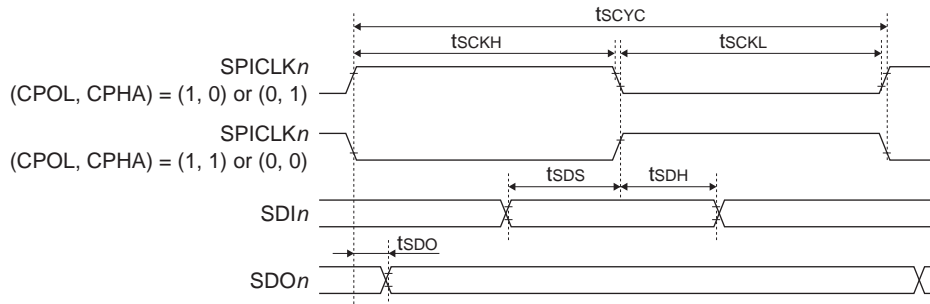 tSCYC
tSCKH tSCKL
SPICLKn
(CPOL, CPHA) = (1, 0) or (0, 1)
SPICLKn
(CPOL, CPHA) = (1, 1) or (0, 0)
tSDS tSDH
SDIn
tSDO
SDOn